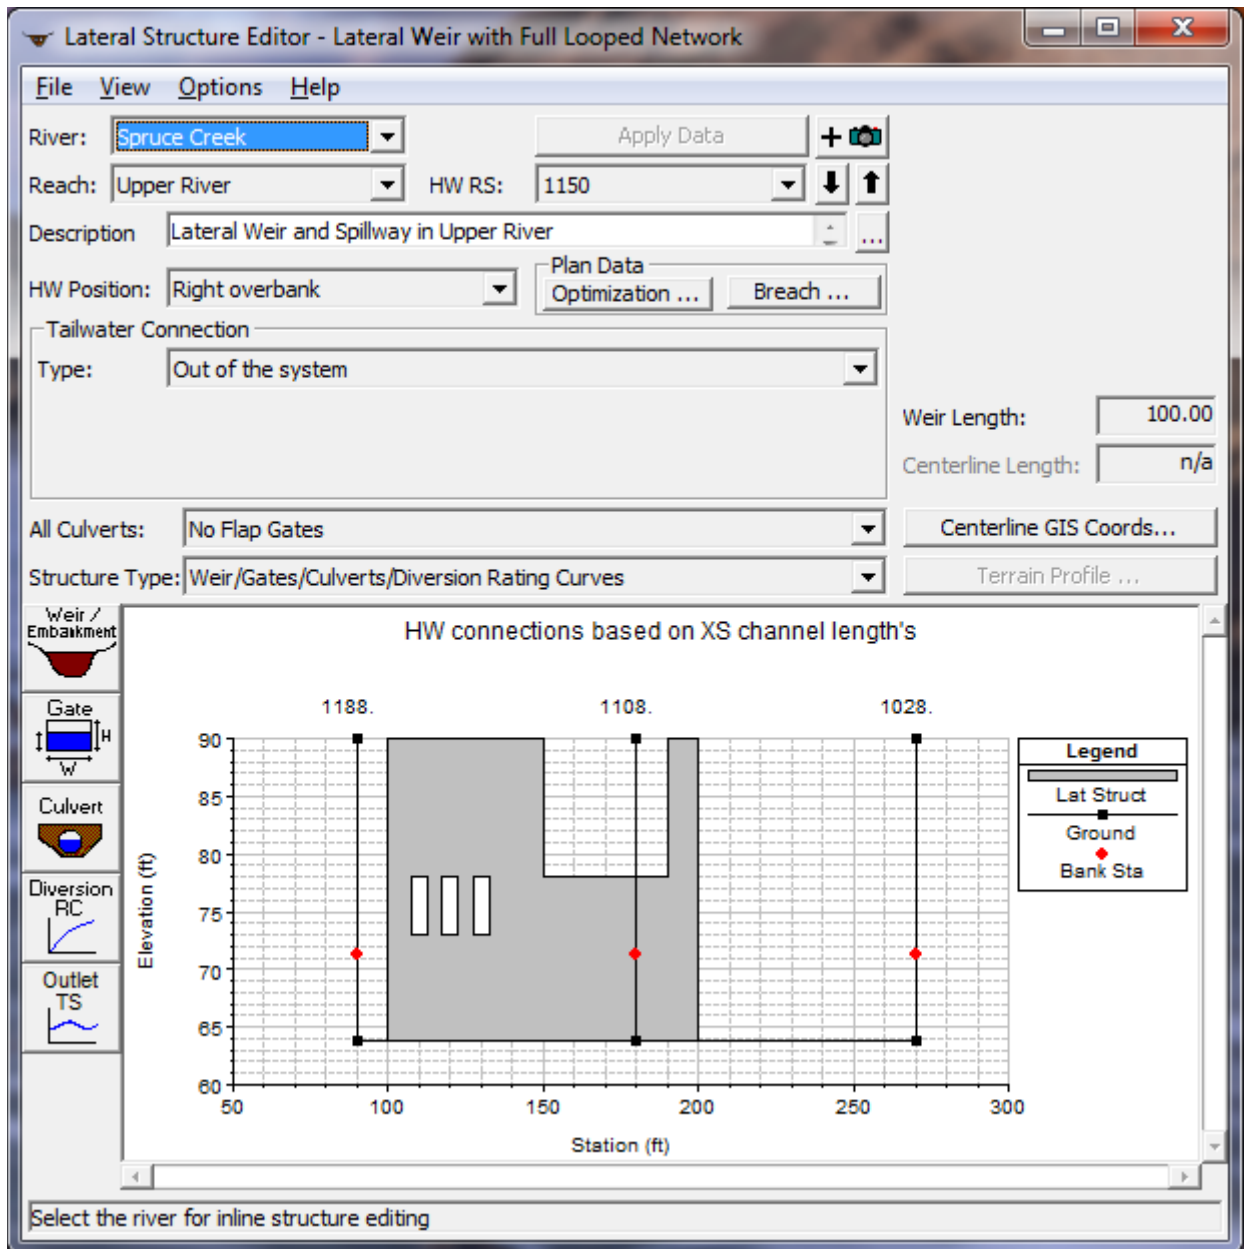 Lateral Structure Editor - Lateral Weir with Full Looped Network
File View Options Help
River: Spruce Creek Apply Data
Reach: Upper River HW RS: 1150
Description Lateral Weir and Spillway in Upper River ...
HW Position: Right overbank
Plan Data
Optimization ... Breach ...
Tailwater Connection
Type: Out of the system
Weir Length: 100.00
Centerline Length: n/a
All Culverts: No Flap Gates Centerline GIS Coords...
Structure Type: Weir/Gates/Culverts/Diversion Rating Curves Terrain Profile ...
Weir /
Embankment
Gate
H
W
Culvert
Diversion
RC
Outlet
TS
HW connections based on XS channel length's
1188. 1108. 1028.
90
85
80
75
70
65
60
Elevation (ft)
50 100 150 200 250 300
Station (ft)
Legend
Lat Struct
Ground
Bank Sta
Select the river for inline structure editing